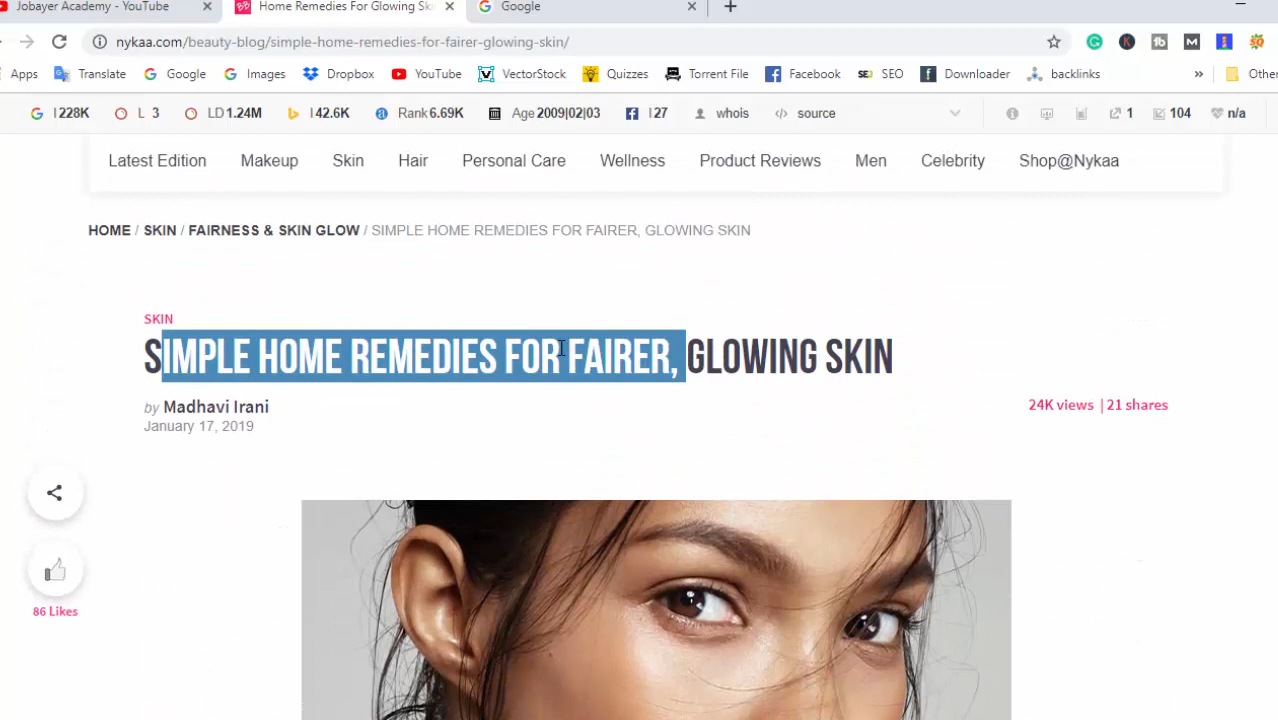 Jobayer Academy - YouTube
Home Remedies For Glowing Ski
Google
nykaa.com/beauty-blog/simple-home-remedies-for-fairer-glowing-skin/
Apps Translate Google Images Dropbox YouTube VectorStock Quizzes Torrent File Facebook SEO Downloader backlinks » Other
I 228K L 3 LD 1.24M I 42.6K Rank 6.69K Age 2009|02|03 I 27 whois source 1 104 n/a
Latest Edition Makeup Skin Hair Personal Care Wellness Product Reviews Men Celebrity Shop@Nykaa
HOME / SKIN / FAIRNESS & SKIN GLOW / SIMPLE HOME REMEDIES FOR FAIRER, GLOWING SKIN
SKIN
SIMPLE HOME REMEDIES FOR FAIRER, GLOWING SKIN
by Madhavi Irani
24K views | 21 shares
January 17, 2019
86 Likes